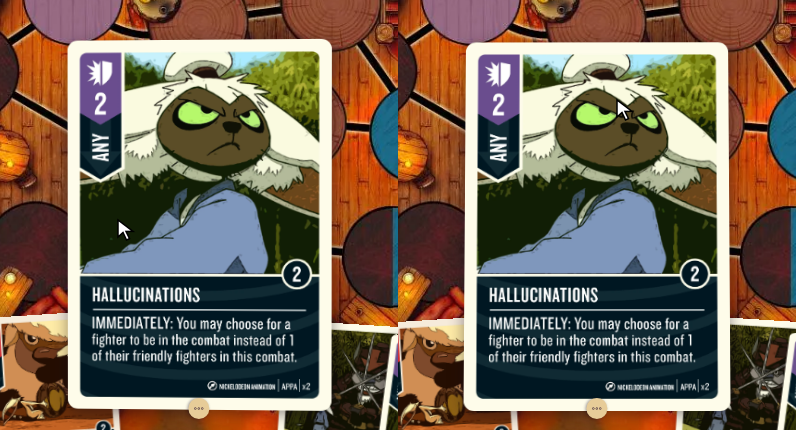 2
ANY
2
HALLUCINATIONS
IMMEDIATELY: You may choose for a
fighter to be in the combat instead of 1
of their friendly fighters in this combat.
NICKELODEON ANIMATION | APPA | x2
2
2
ANY
2
HALLUCINATIONS
IMMEDIATELY: You may choose for a
fighter to be in the combat instead of 1
of their friendly fighters in this combat.
NICKELODEON ANIMATION | APPA | x2
2